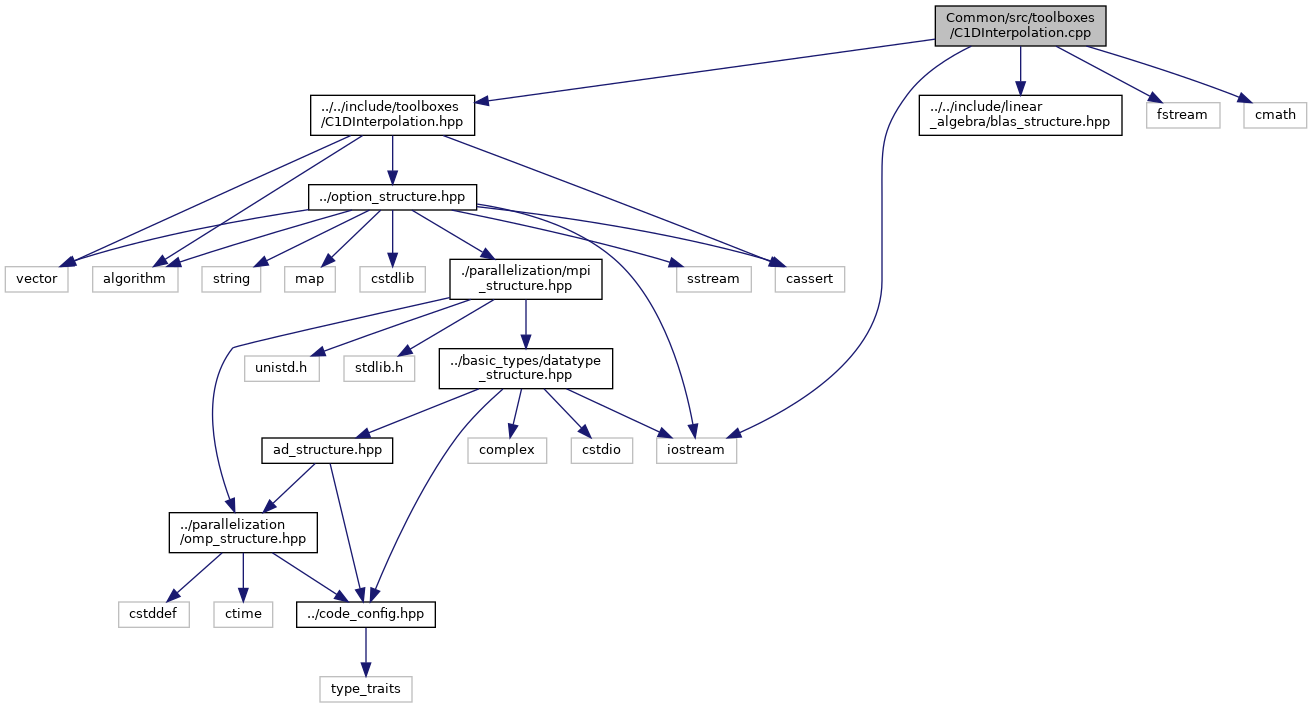 Common/src/toolboxes
/C1DInterpolation.cpp
../../include/toolboxes
/C1DInterpolation.hpp
../../include/linear
_algebra/blas_structure.hpp
fstream
cmath
../option_structure.hpp
vector
algorithm
string
map
cstdlib
./parallelization/mpi
_structure.hpp
sstream
cassert
unistd.h
stdlib.h
../basic_types/datatype
_structure.hpp
ad_structure.hpp
complex
cstdio
iostream
../parallelization
/omp_structure.hpp
cstddef
ctime
../code_config.hpp
type_traits